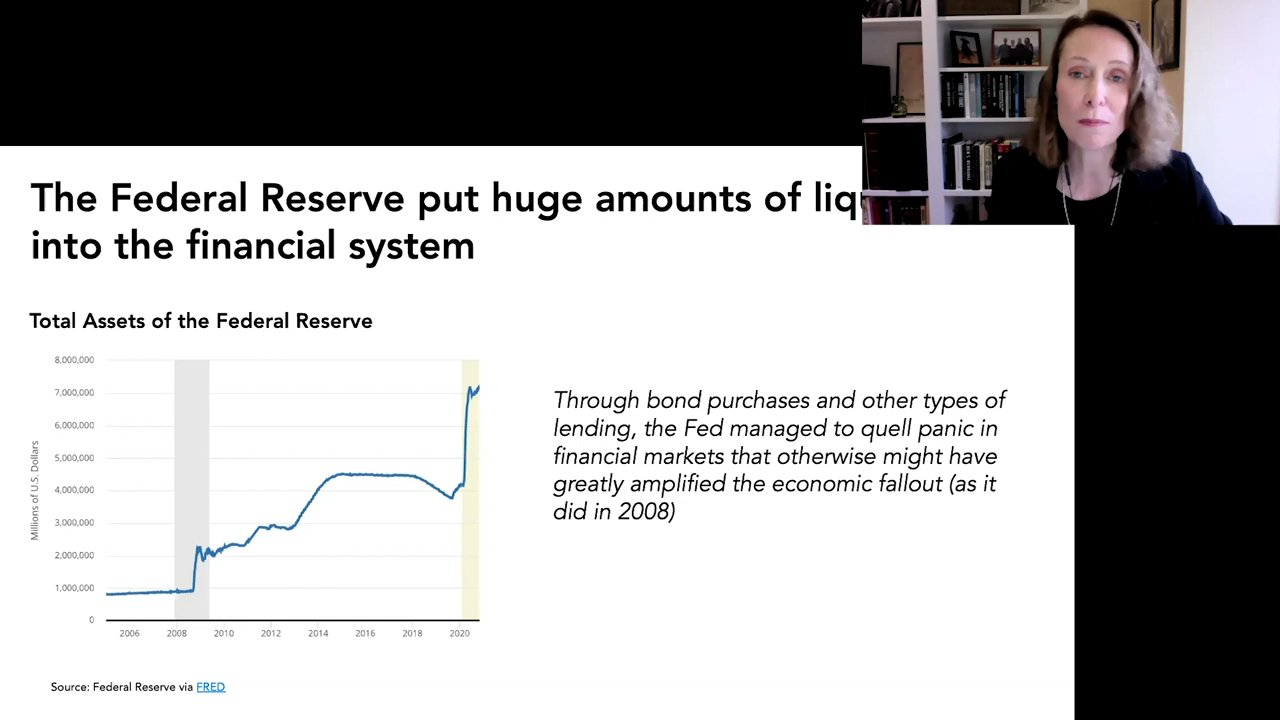 The Federal Reserve put huge amounts of liq
into the financial system
Total Assets of the Federal Reserve
Millions of U.S. Dollars
8,000,000
7,000,000
6,000,000
5,000,000
4,000,000
3,000,000
2,000,000
1,000,000
0
2006 2008 2010 2012 2014 2016 2018 2020
Through bond purchases and other types of
lending, the Fed managed to quell panic in
financial markets that otherwise might have
greatly amplified the economic fallout (as it
did in 2008)
Source: Federal Reserve via FRED